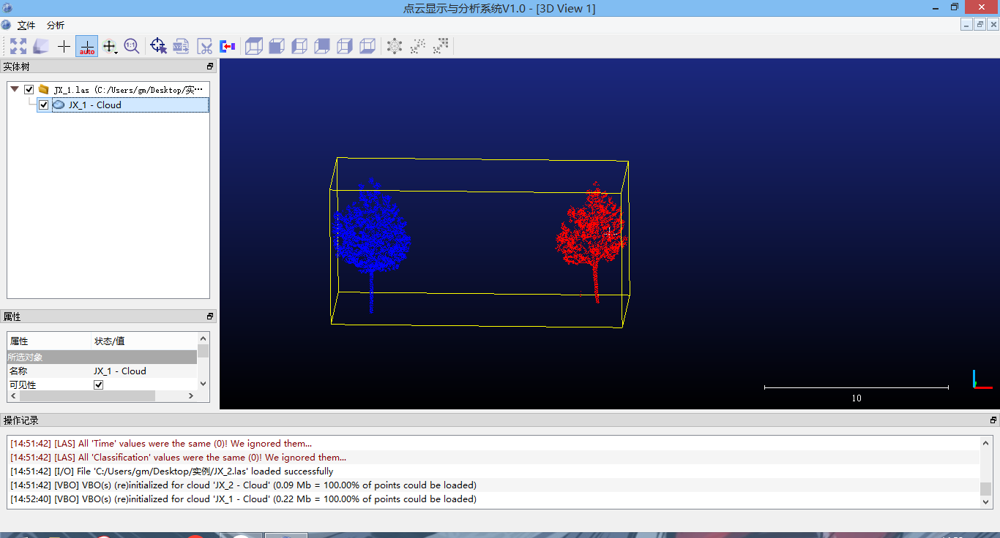 点云显示与分析系统V1.0 - [3D View 1]
文件 分析
auto
1:1
XYZ
实体树
JX_1.las (C:/Users/gm/Desktop/实…
JX_1 - Cloud
属性
属性 状态/值
所选对象
名称 JX_1 - Cloud
可见性
10
操作记录
[14:51:42] [LAS] All 'Time' values were the same (0)! We ignored them...
[14:51:42] [LAS] All 'Classification' values were the same (0)! We ignored them...
[14:51:42] [I/O] File 'C:/Users/gm/Desktop/实例/JX_2.las' loaded successfully
[14:51:42] [VBO] VBO(s) (re)initialized for cloud 'JX_2 - Cloud' (0.09 Mb = 100.00% of points could be loaded)
[14:52:40] [VBO] VBO(s) (re)initialized for cloud 'JX_1 - Cloud' (0.22 Mb = 100.00% of points could be loaded)